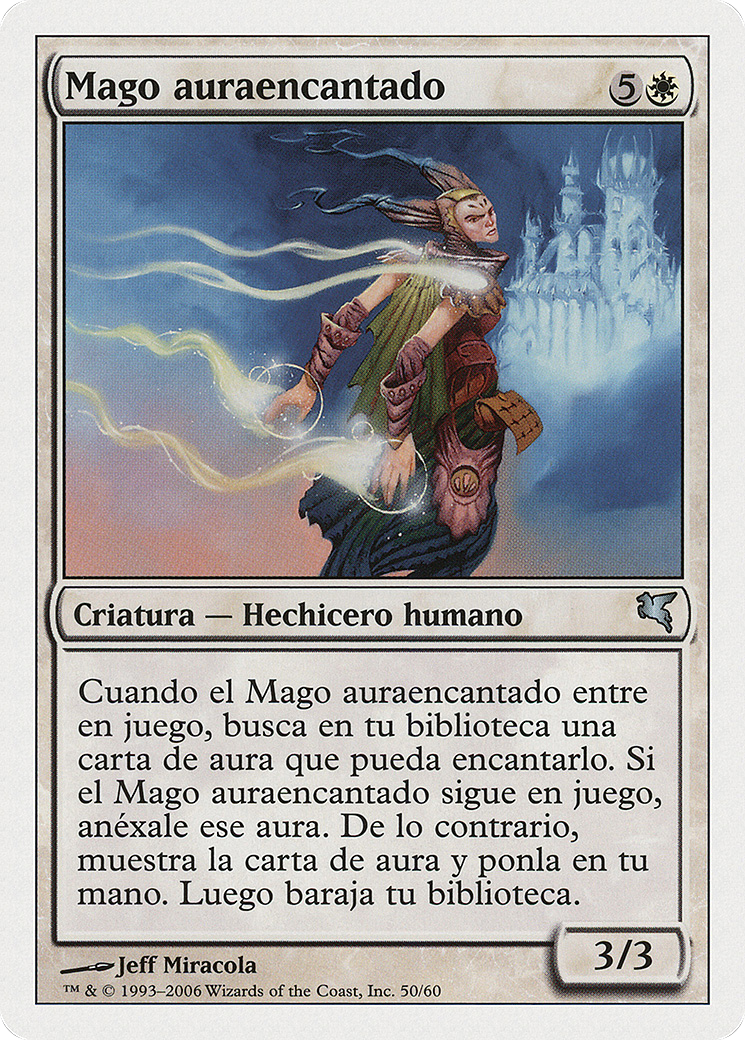 Mago auraencantado
5
Criatura — Hechicero humano
Cuando el Mago auraencantado entre
en juego, busca en tu biblioteca una
carta de aura que pueda encantarlo. Si
el Mago auraencantado sigue en juego,
anéxale ese aura. De lo contrario,
muestra la carta de aura y ponla en tu
mano. Luego baraja tu biblioteca.
3/3
Jeff Miracola
™ & © 1993–2006 Wizards of the Coast, Inc. 50/60